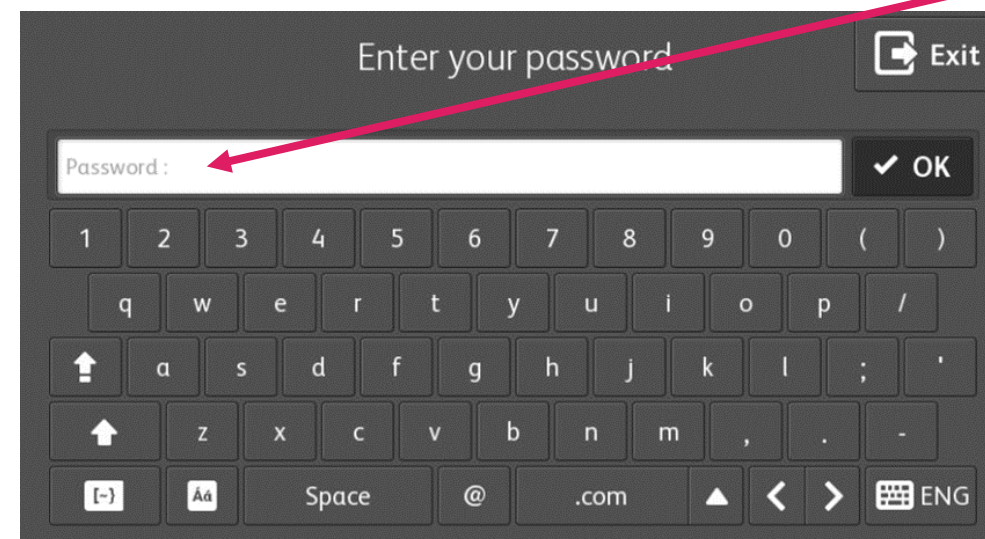 Enter your password
Exit
Password :
OK
1 2 3 4 5 6 7 8 9 0 ( )
q w e r t y u i o p /
a s d f g h j k l ; '
z x c v b n m , . -
[~} Áá Space @ .com < > ENG